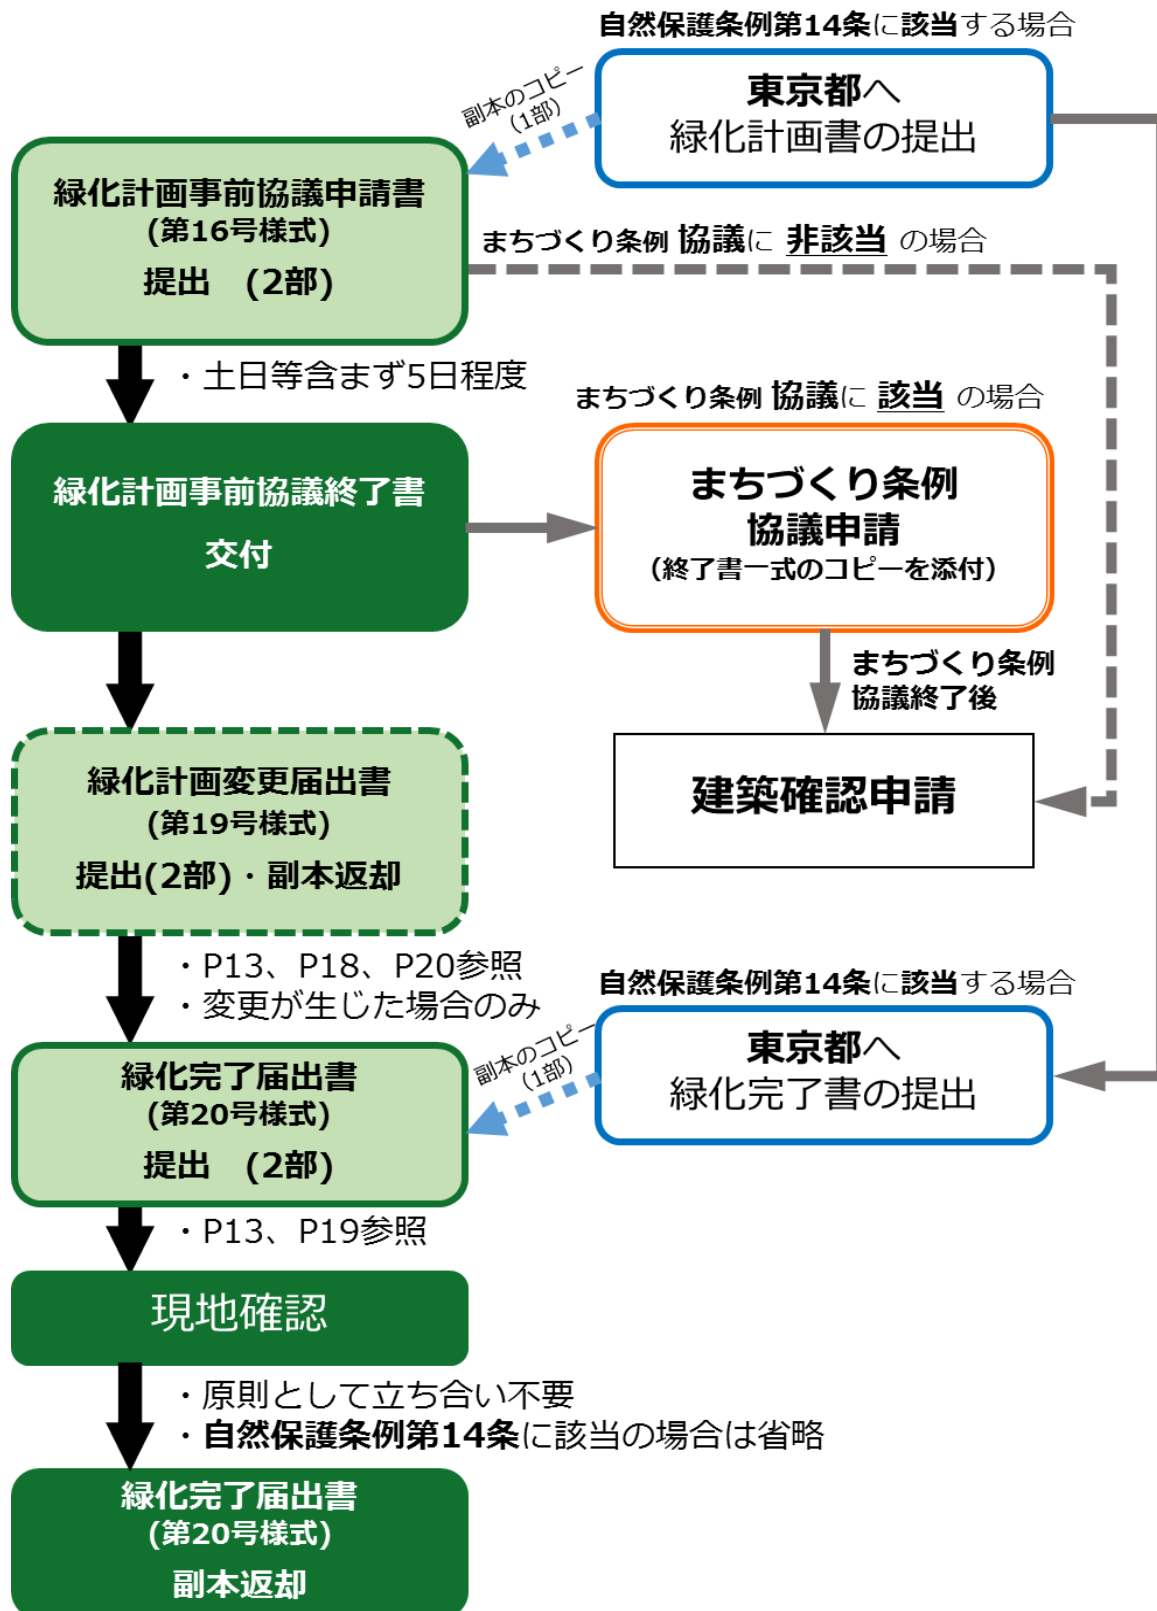 自然保護条例第14条に該当する場合
東京都へ
緑化計画書の提出
副本のコピー
（1部）
緑化計画事前協議申請書
(第16号様式)
提出　(2部)
まちづくり条例 協議に 非該当 の場合
・土日等含まず5日程度
まちづくり条例 協議に 該当 の場合
緑化計画事前協議終了書
交付
まちづくり条例
協議申請
（終了書一式のコピーを添付）
まちづくり条例
協議終了後
建築確認申請
緑化計画変更届出書
(第19号様式)
提出(2部)・副本返却
・P13、P18、P20参照
・変更が生じた場合のみ
自然保護条例第14条に該当する場合
東京都へ
緑化完了書の提出
副本のコピー
（1部）
緑化完了届出書
(第20号様式)
提出　(2部)
・P13、P19参照
現地確認
・原則として立ち合い不要
・自然保護条例第14条に該当の場合は省略
緑化完了届出書
(第20号様式)
副本返却